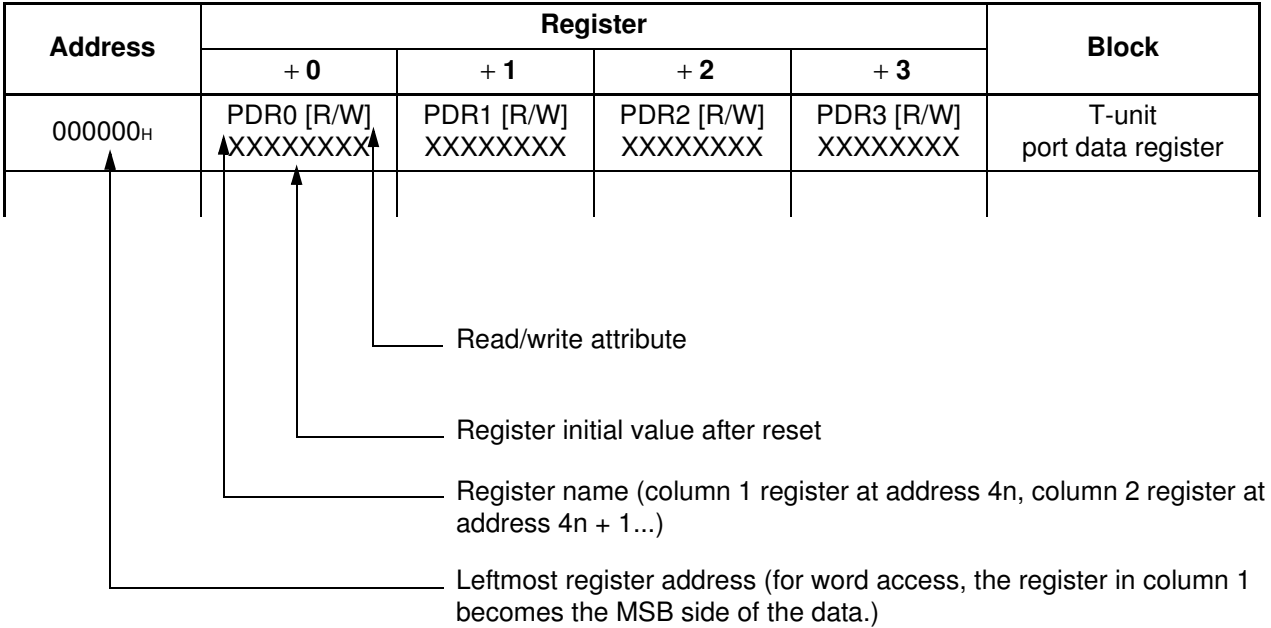 Address Register Block
+ 0 + 1 + 2 + 3
000000H PDR0 [R/W] PDR1 [R/W] PDR2 [R/W] PDR3 [R/W] T-unit
XXXXXXXX XXXXXXXX XXXXXXXX XXXXXXXX port data register
Read/write attribute
Register initial value after reset
Register name (column 1 register at address 4n, column 2 register at
address 4n + 1...)
Leftmost register address (for word access, the register in column 1
becomes the MSB side of the data.)